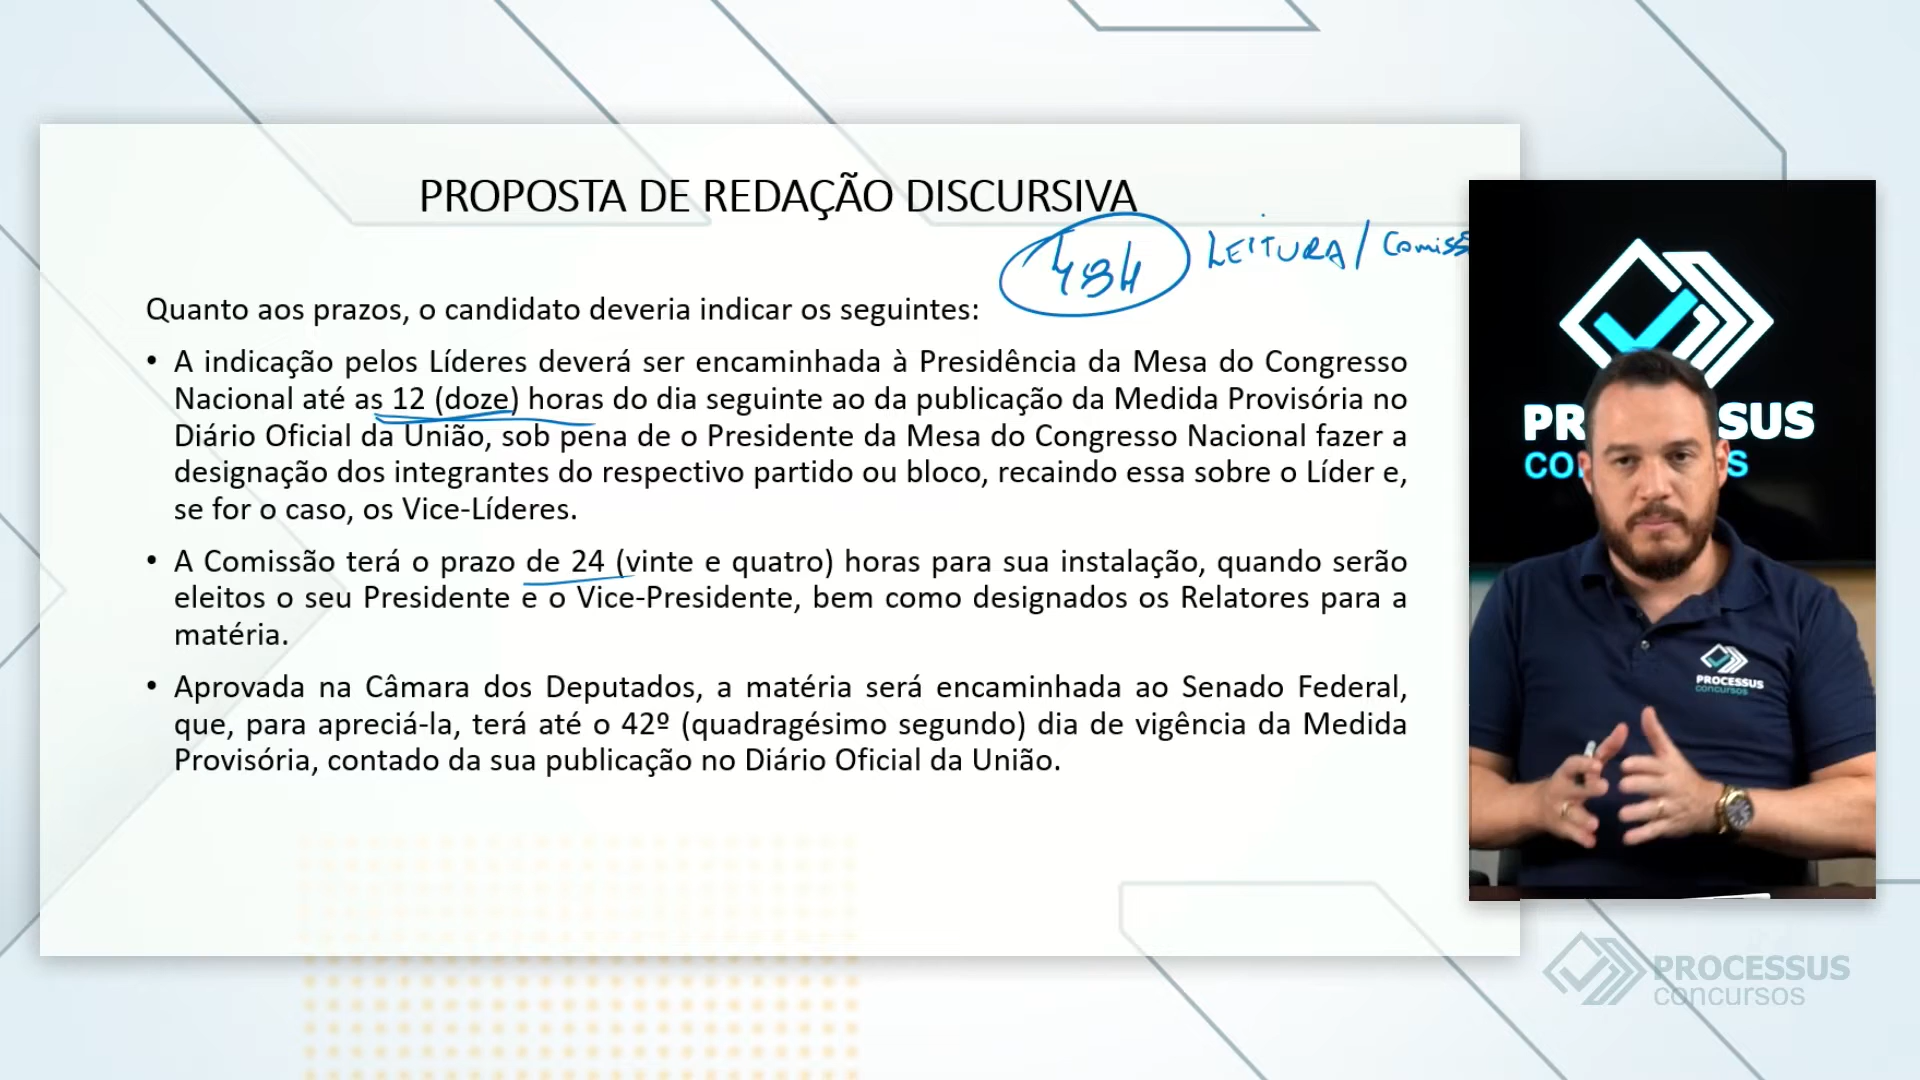 PROPOSTA DE REDAÇÃO DISCURSIVA
48h LEITURA / Comiss
Quanto aos prazos, o candidato deveria indicar os seguintes:
• A indicação pelos Líderes deverá ser encaminhada à Presidência da Mesa do Congresso
Nacional até as 12 (doze) horas do dia seguinte ao da publicação da Medida Provisória no
Diário Oficial da União, sob pena de o Presidente da Mesa do Congresso Nacional fazer a
designação dos integrantes do respectivo partido ou bloco, recaindo essa sobre o Líder e,
se for o caso, os Vice-Líderes.
• A Comissão terá o prazo de 24 (vinte e quatro) horas para sua instalação, quando serão
eleitos o seu Presidente e o Vice-Presidente, bem como designados os Relatores para a
matéria.
• Aprovada na Câmara dos Deputados, a matéria será encaminhada ao Senado Federal,
que, para apreciá-la, terá até o 42º (quadragésimo segundo) dia de vigência da Medida
Provisória, contado da sua publicação no Diário Oficial da União.
PR SSUS
CO S
PROCESSUS
concursos
PROCESSUS
concursos